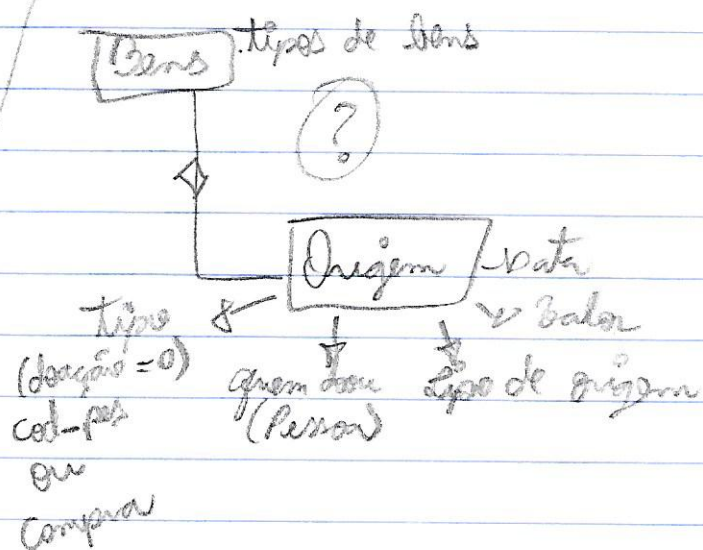 Bens .tipos de bens
?
Origem - Data
tipo
(doação = 0)
cod-pes
ou
Compra
quem doou
(Pessoa)
tipo de origem
Valor